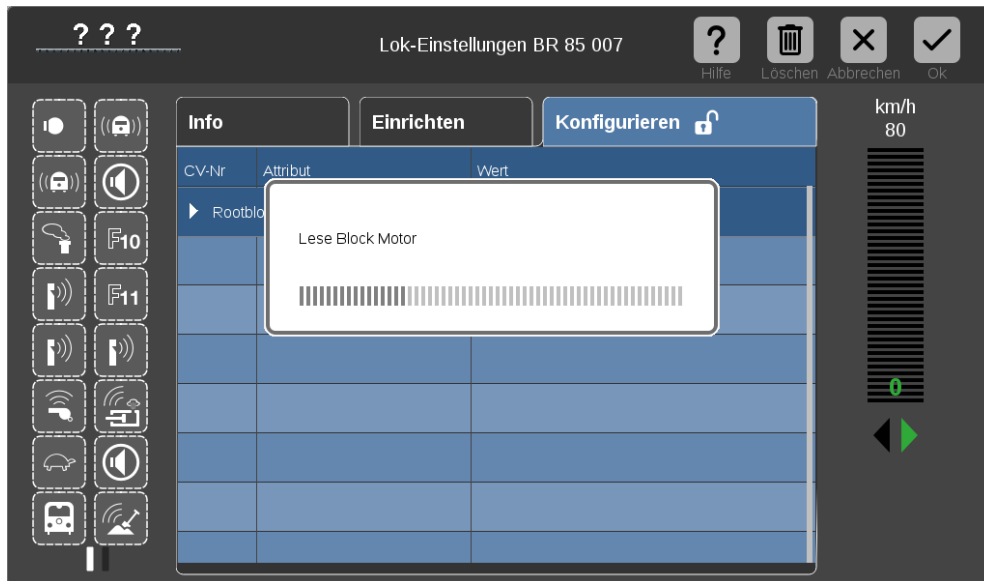 ? ? ?
Lok-Einstellungen BR 85 007
?
Hilfe
Löschen
Abbrechen
Ok
Info
Einrichten
Konfigurieren
km/h
80
CV-Nr
Attribut
Wert
Rootblo
Lese Block Motor
F10
F11
0